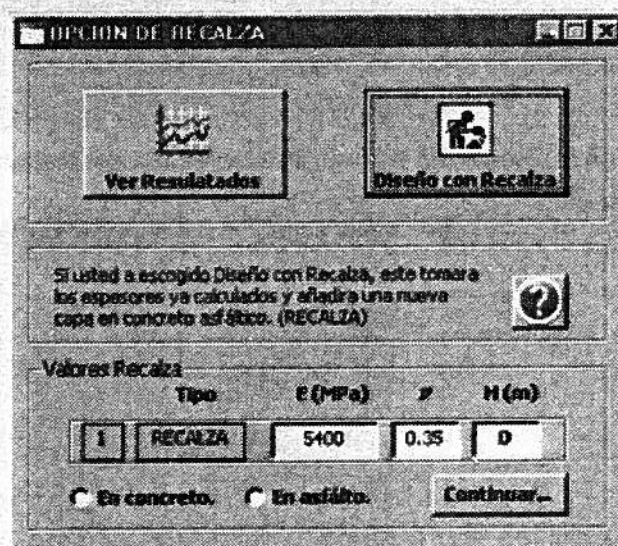 OPCION DE RECALZA
Ver Resulatados
Diseño con Recalza
Si usted a escogido Diseño con Recalza, este tomara
los espesores ya calculados y añadira una nueva
capa en concreto asfáltico. (RECALZA)
?
Valores Recalza
Tipo E (MPa) ν H (m)
1 RECALZA 5400 0.35 0
En concreto. En asfálto. Continuar...